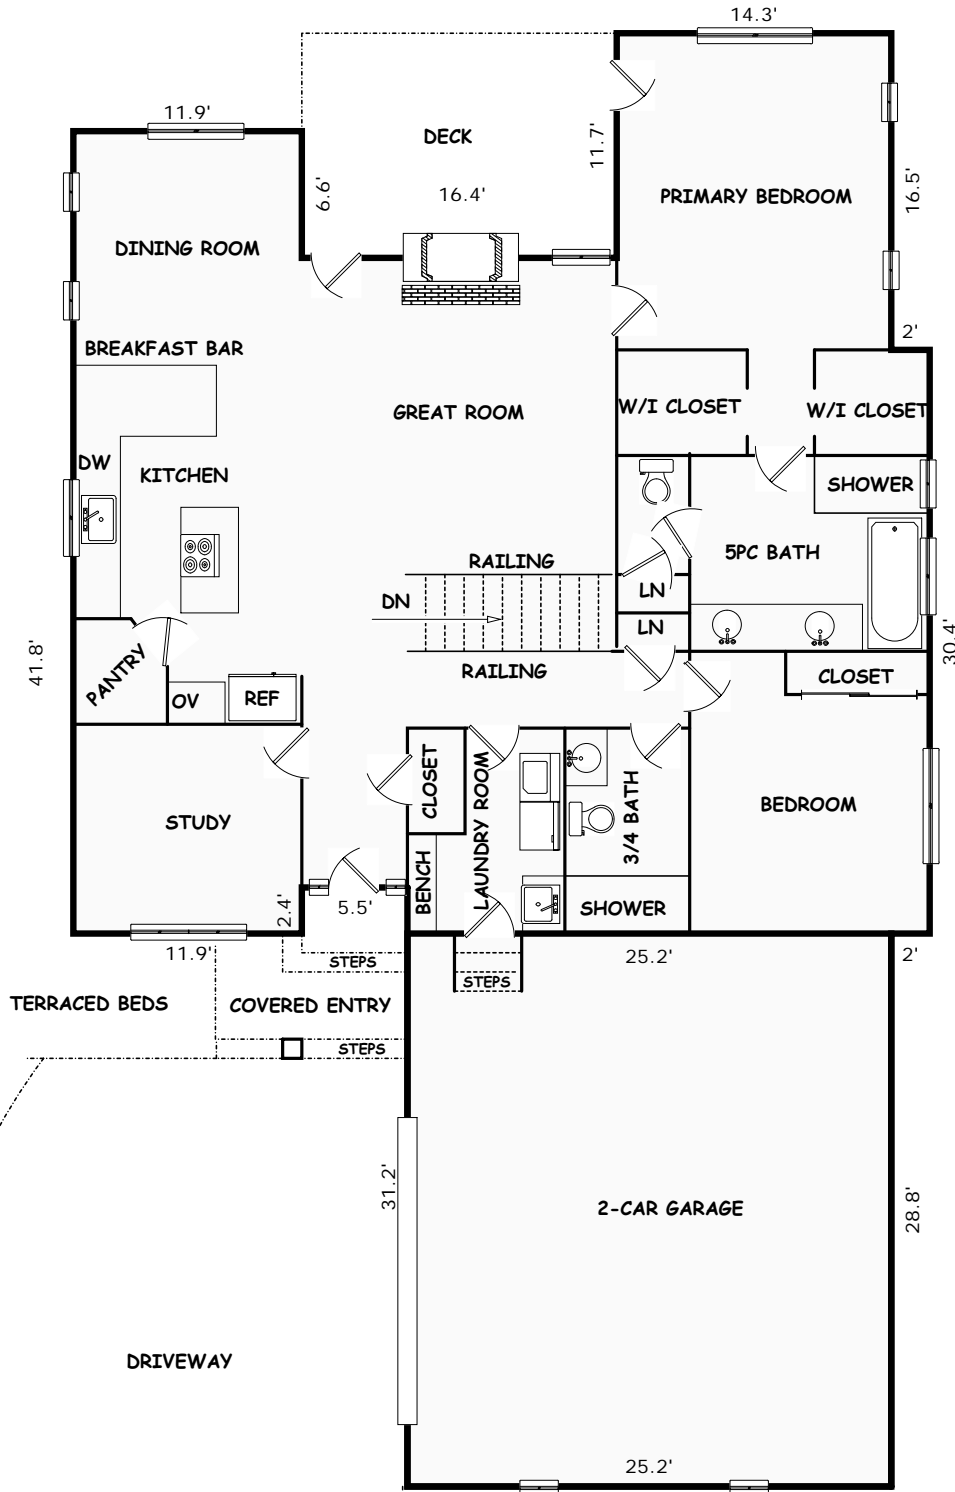 14.3'
11.9'
DECK
11.7'
6.6'
16.4'
PRIMARY BEDROOM
16.5'
DINING ROOM
2'
BREAKFAST BAR
GREAT ROOM
W/I CLOSET
W/I CLOSET
DW
KITCHEN
SHOWER
5PC BATH
RAILING
LN
DN
LN
41.8'
30.4'
PANTRY
RAILING
CLOSET
OV
REF
CLOSET
LAUNDRY ROOM
3/4 BATH
BEDROOM
STUDY
BENCH
2.4'
5.5'
SHOWER
11.9'
STEPS
STEPS
25.2'
2'
TERRACED BEDS
COVERED ENTRY
STEPS
31.2'
2-CAR GARAGE
28.8'
DRIVEWAY
25.2'